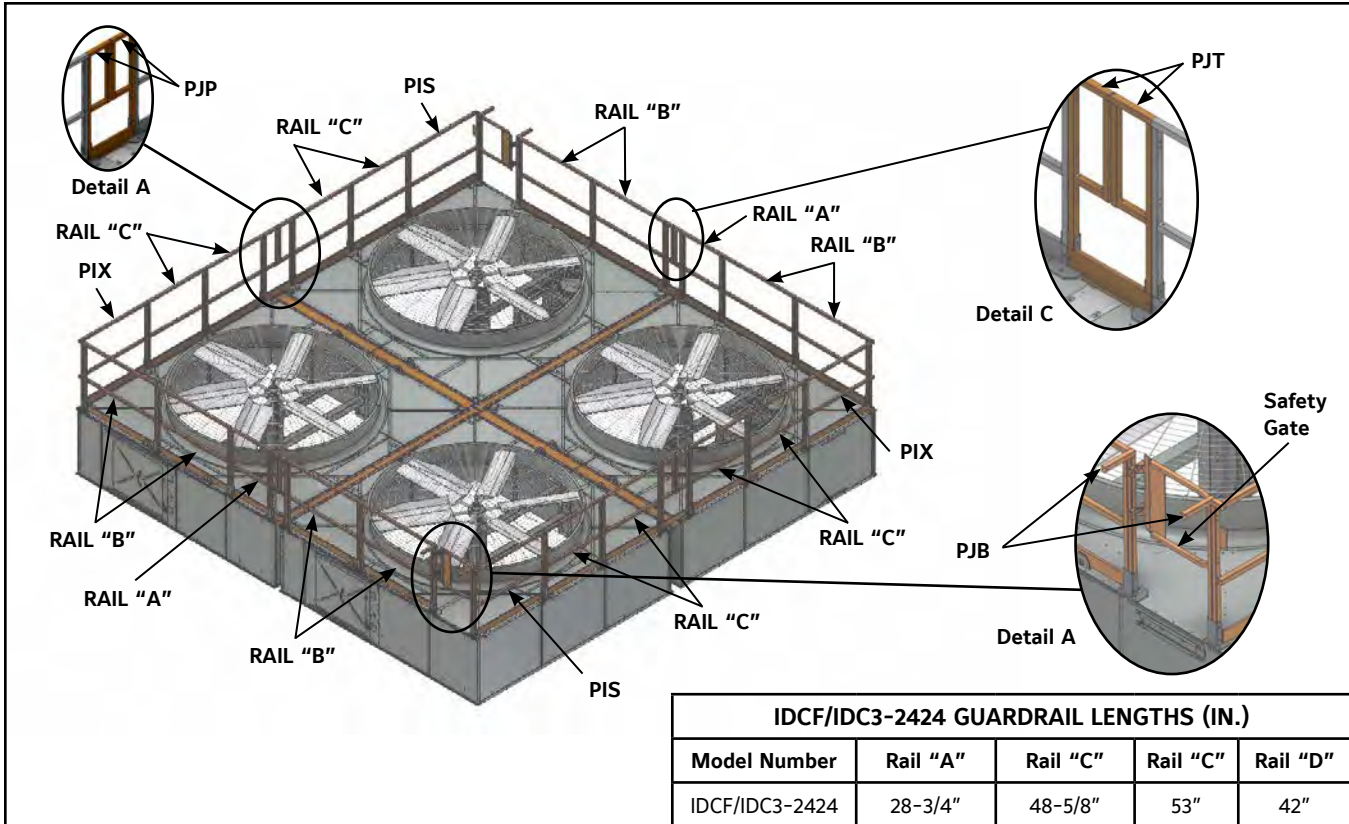 PJP
Detail A
PIS
RAIL “C”
RAIL “B”
PJT
RAIL “A”
RAIL “B”
Detail C
RAIL “C”
PIX
Safety
Gate
PIX
RAIL “B”
RAIL “C”
PJB
RAIL “A”
RAIL “C”
Detail A
RAIL “B”
PIS
IDCF/IDC3-2424 GUARDRAIL LENGTHS (IN.)
Model Number Rail “A” Rail “C” Rail “C” Rail “D”
IDCF/IDC3-2424 28-3/4” 48-5/8” 53” 42”